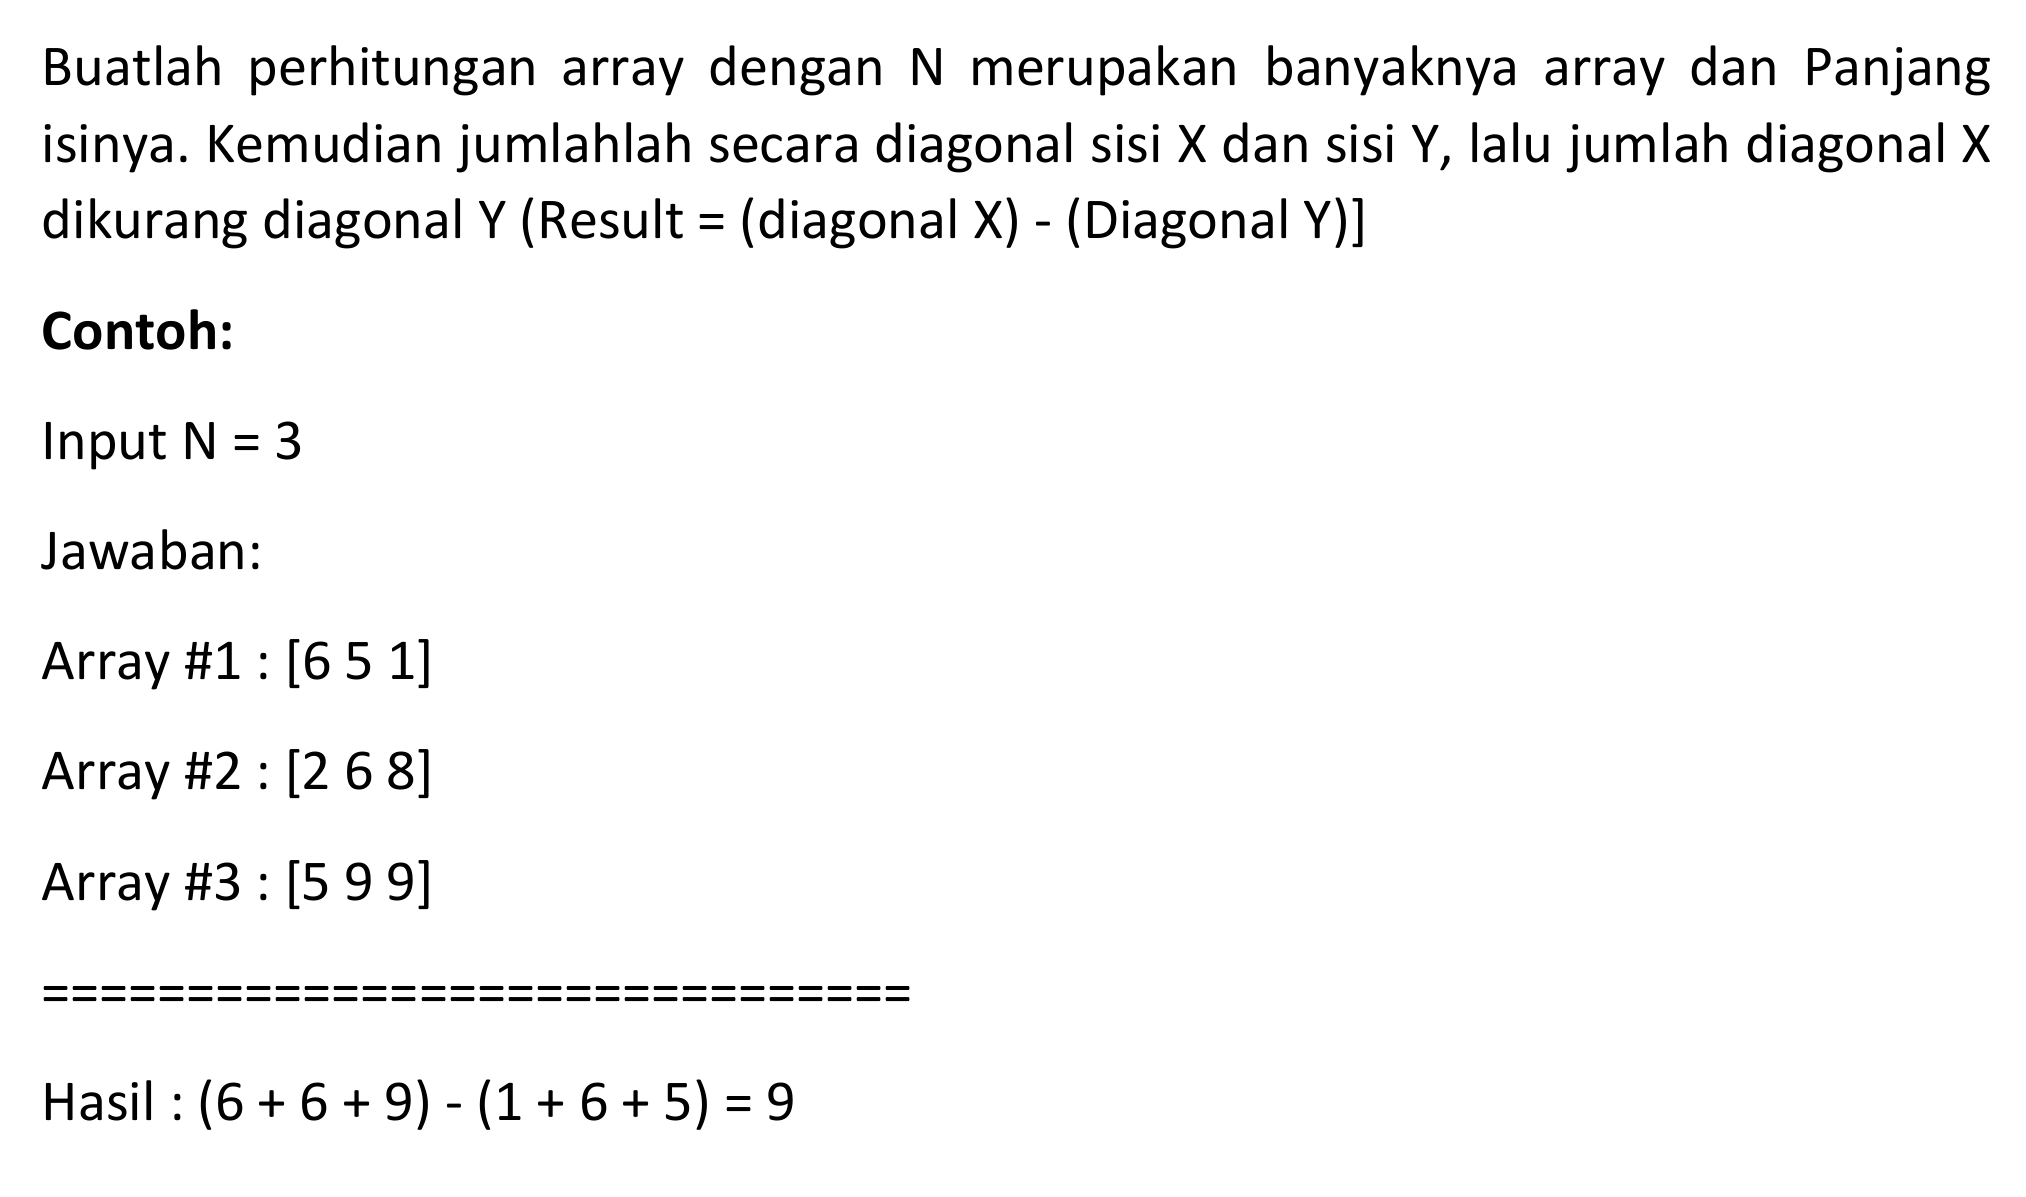 Buatlah perhitungan array dengan N merupakan banyaknya array dan Panjang
isinya. Kemudian jumlahlah secara diagonal sisi X dan sisi Y, lalu jumlah diagonal X
dikurang diagonal Y (Result = (diagonal X) - (Diagonal Y)]
Contoh:
Input N = 3
Jawaban:
Array #1 : [6 5 1]
Array #2 : [2 6 8]
Array #3 : [5 9 9]
==============================
Hasil : (6 + 6 + 9) - (1 + 6 + 5) = 9